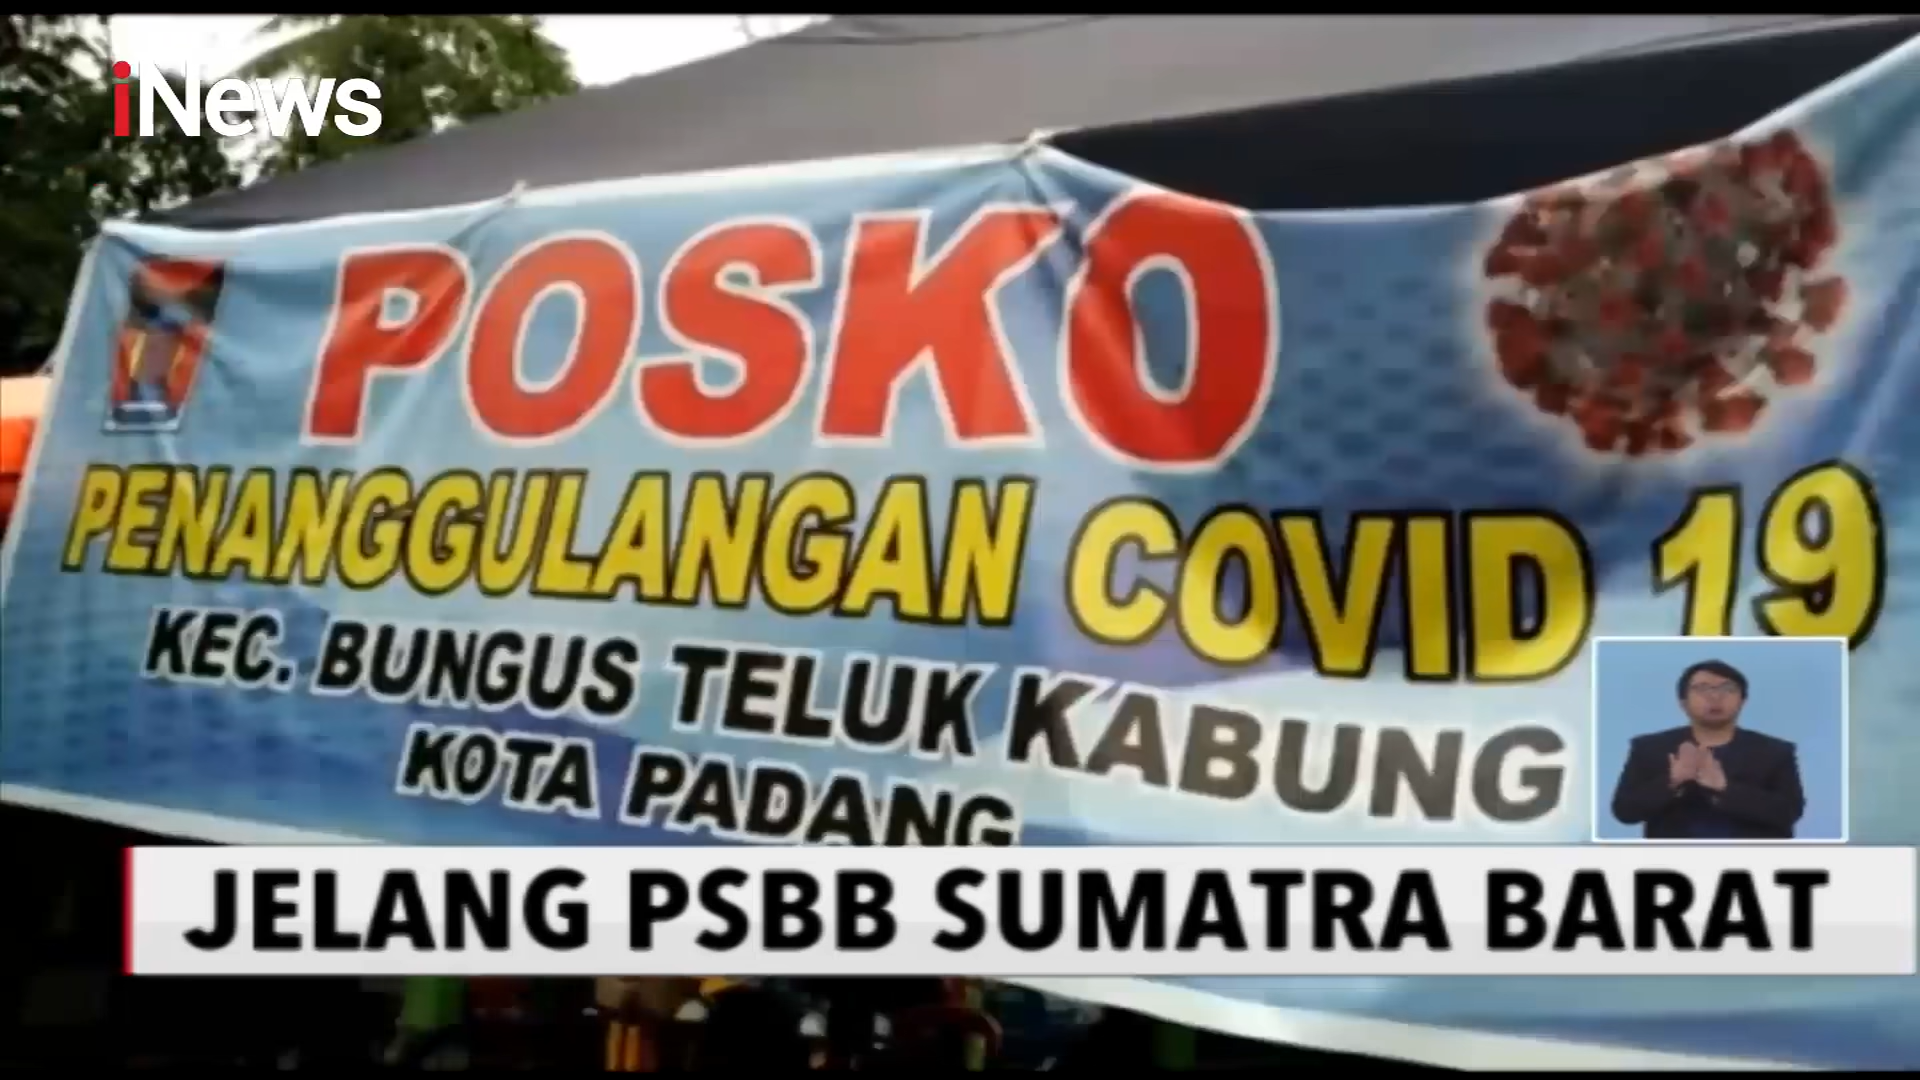 iNews
POSKO
PENANGGULANGAN COVID 19
KEC. BUNGUS TELUK KABUNG
KOTA PADANG
JELANG PSBB SUMATRA BARAT